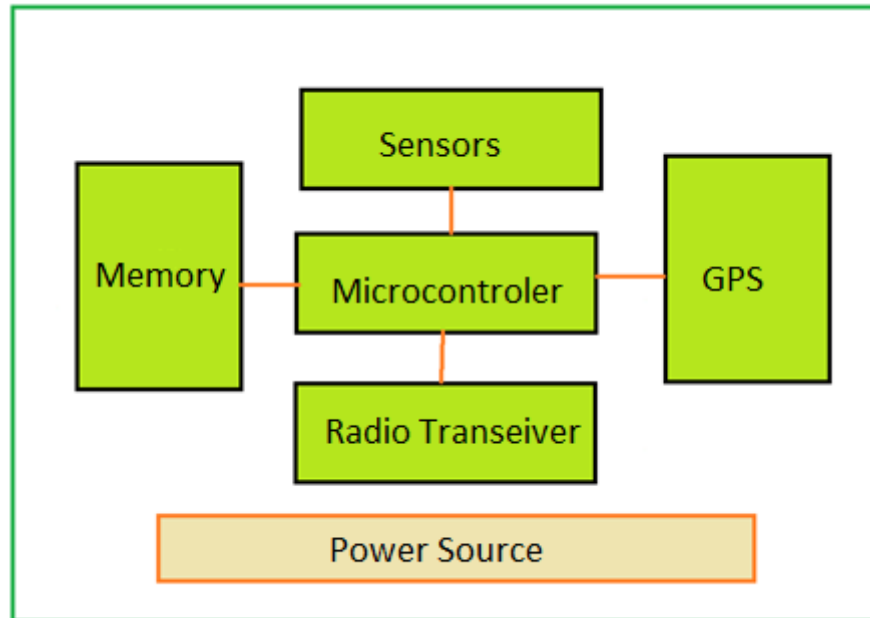 Sensors
Memory
Microcontroler
GPS
Radio Transeiver
Power Source